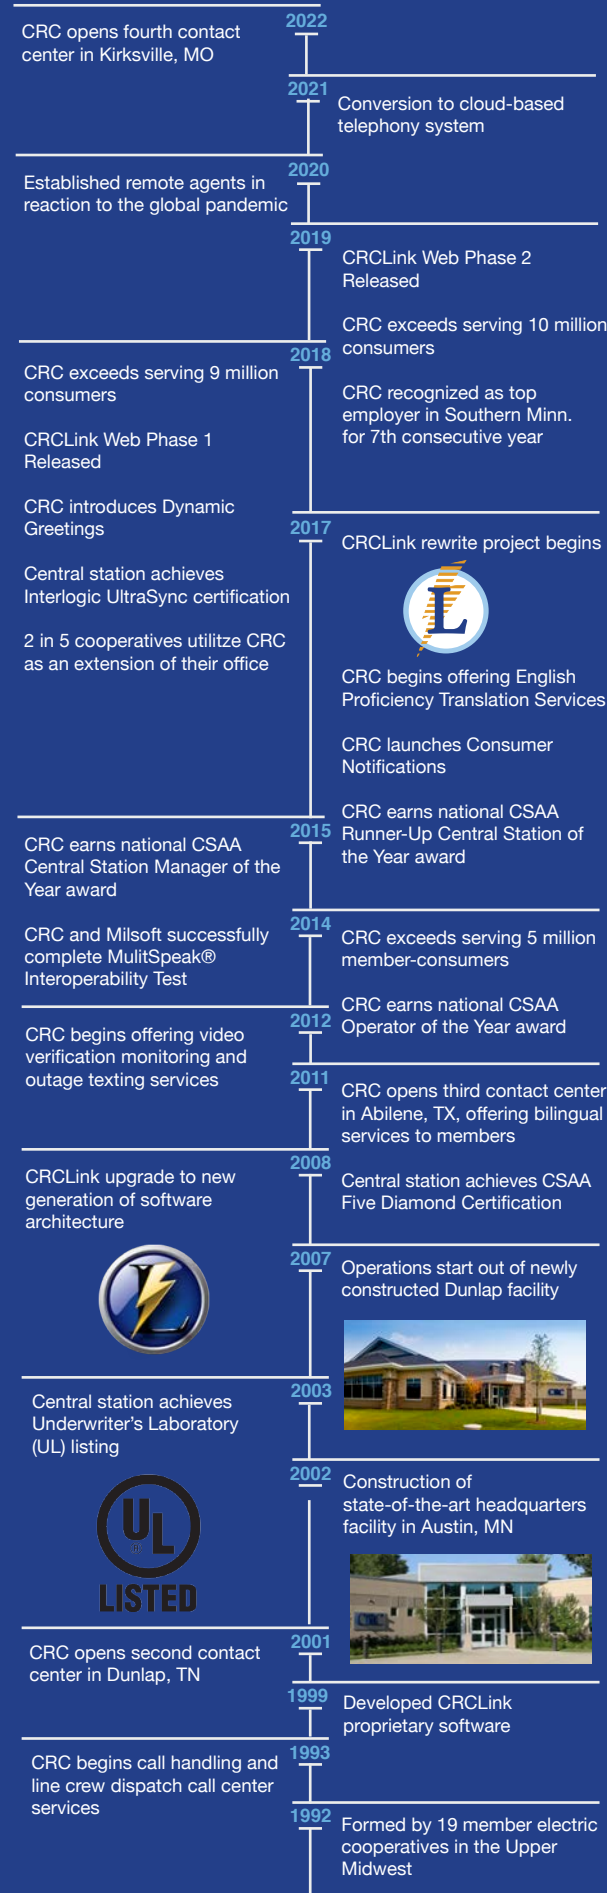 2022
CRC opens fourth contact
center in Kirksville, MO
2021
Conversion to cloud-based
telephony system
2020
Established remote agents in
reaction to the global pandemic
2019
CRCLink Web Phase 2
Released
CRC exceeds serving 10 million
consumers
CRC recognized as top
employer in Southern Minn.
for 7th consecutive year
2018
CRC exceeds serving 9 million
consumers
CRCLink Web Phase 1
Released
CRC introduces Dynamic
Greetings
Central station achieves
Interlogic UltraSync certification
2 in 5 cooperatives utilitze CRC
as an extension of their office
2017
CRCLink rewrite project begins
L
CRC begins offering English
Proficiency Translation Services
CRC launches Consumer
Notifications
CRC earns national CSAA
Runner-Up Central Station of
the Year award
2015
CRC earns national CSAA
Central Station Manager of the
Year award
CRC and Milsoft successfully
complete MulitSpeak®
Interoperability Test
2014
CRC exceeds serving 5 million
member-consumers
CRC earns national CSAA
Operator of the Year award
2012
CRC begins offering video
verification monitoring and
outage texting services
2011
CRC opens third contact center
in Abilene, TX, offering bilingual
services to members
Central station achieves CSAA
Five Diamond Certification
2008
CRCLink upgrade to new
generation of software
architecture
L
2007
Operations start out of newly
constructed Dunlap facility
CRC
2003
Central station achieves
Underwriter's Laboratory
(UL) listing
UL
LISTED
2002
Construction of
state-of-the-art headquarters
facility in Austin, MN
CRC
2001
CRC opens second contact
center in Dunlap, TN
1999
Developed CRCLink
proprietary software
1993
CRC begins call handling and
line crew dispatch call center
services
1992
Formed by 19 member electric
cooperatives in the Upper
Midwest